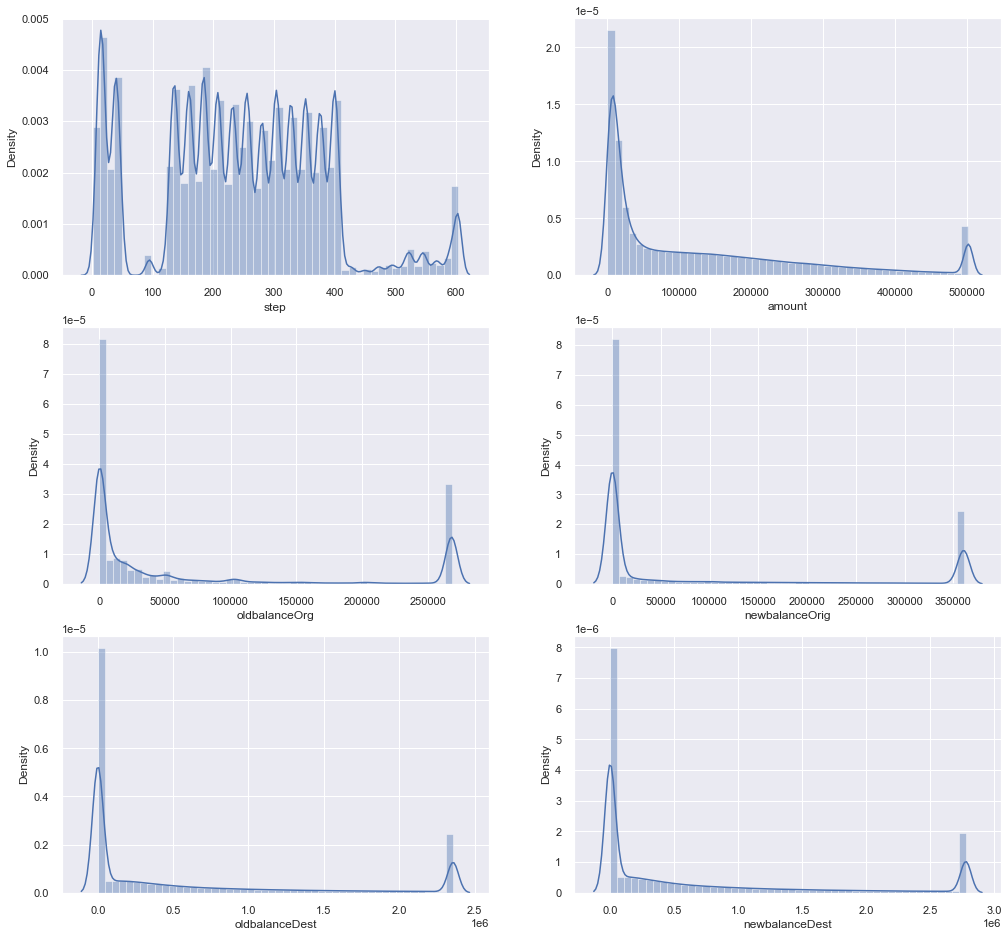 0.005
0.004
0.003
0.002
0.001
0.000
Density
0 100 200 300 400 500 600
step
1e−5
2.0
1.5
1.0
0.5
0.0
Density
0 100000 200000 300000 400000 500000
amount
1e−5
8
7
6
5
4
3
2
1
0
Density
0 50000 100000 150000 200000 250000
oldbalanceOrg
1e−5
8
7
6
5
4
3
2
1
0
Density
0 50000 100000 150000 200000 250000 300000 350000
newbalanceOrig
1e−5
1.0
0.8
0.6
0.4
0.2
0.0
Density
0.0 0.5 1.0 1.5 2.0 2.5
oldbalanceDest
1e6
1e−6
8
7
6
5
4
3
2
1
0
Density
0.0 0.5 1.0 1.5 2.0 2.5 3.0
newbalanceDest
1e6